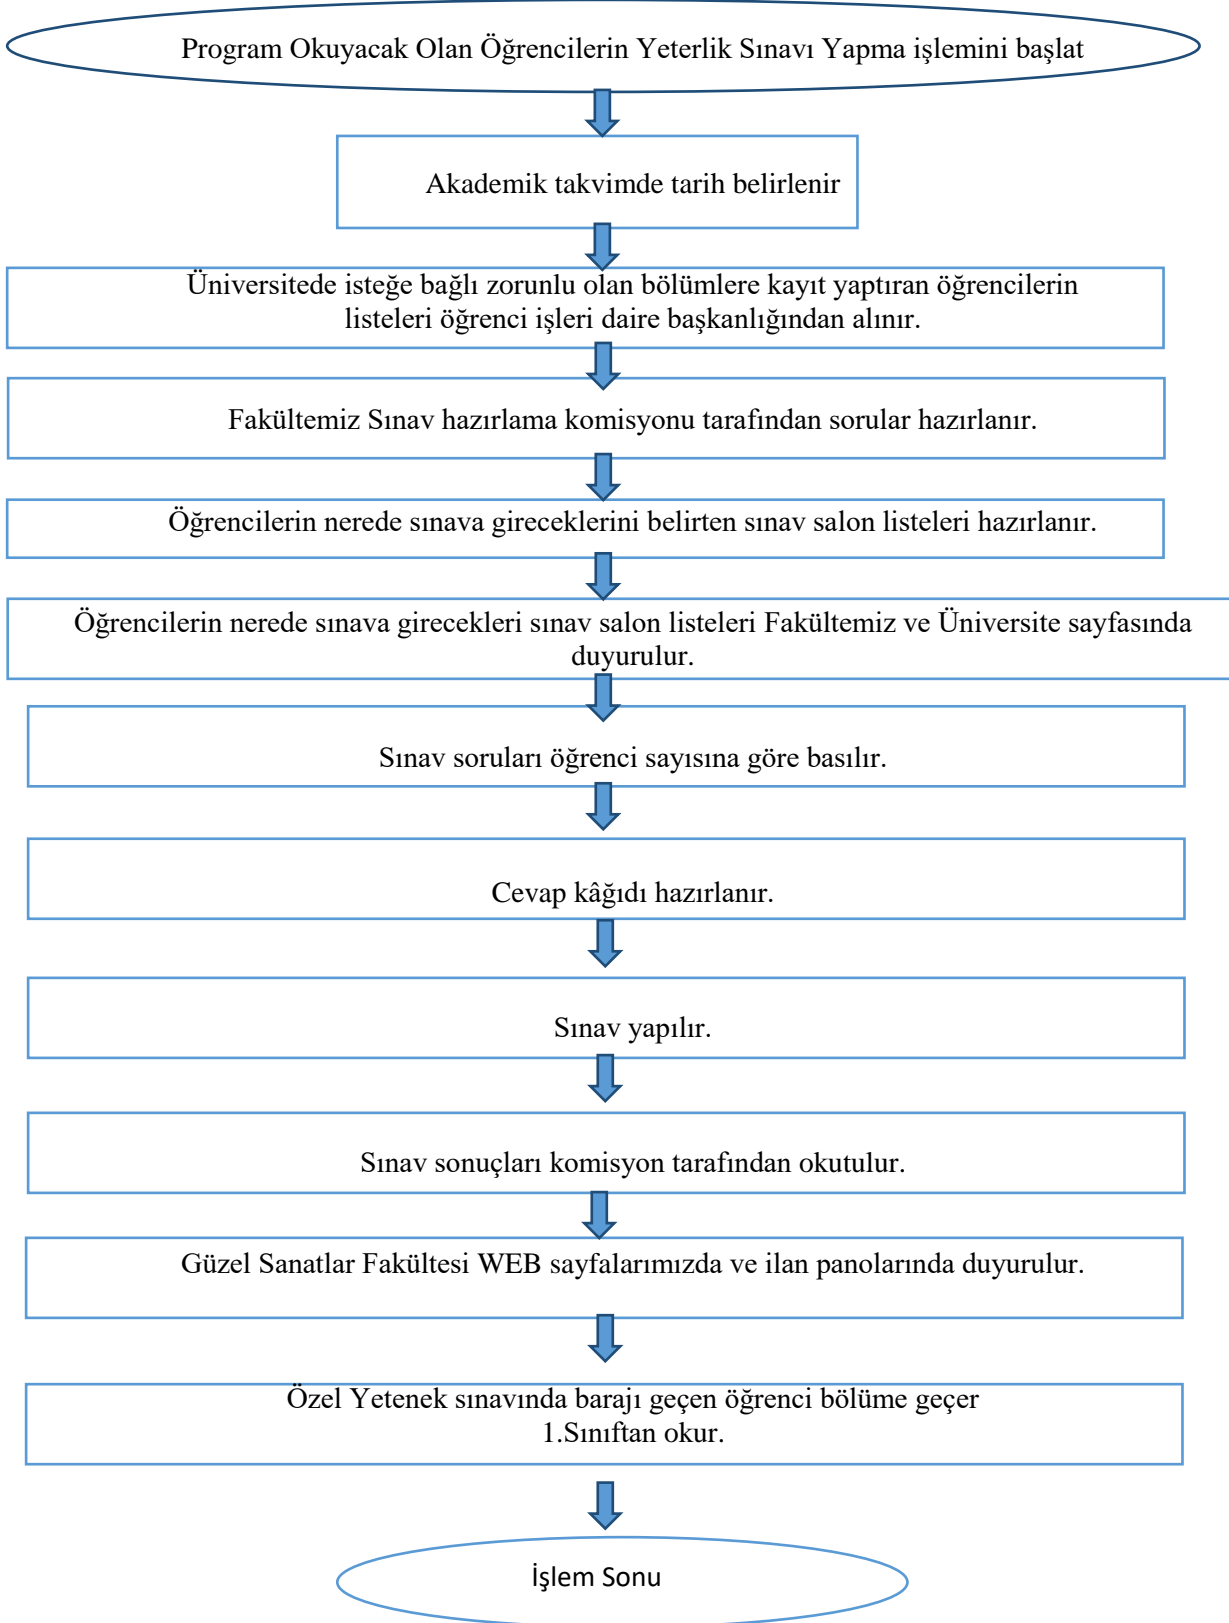 Program Okuyacak Olan Öğrencilerin Yeterlik Sınavı Yapma işlemini başlat
Akademik takvimde tarih belirlenir
Üniversitede isteğe bağlı zorunlu olan bölümlere kayıt yaptıran öğrencilerin
listeleri öğrenci işleri daire başkanlığından alınır.
Fakültemiz Sınav hazırlama komisyonu tarafından sorular hazırlanır.
Öğrencilerin nerede sınava gireceklerini belirten sınav salon listeleri hazırlanır.
Öğrencilerin nerede sınava girecekleri sınav salon listeleri Fakültemiz ve Üniversite sayfasında
duyurulur.
Sınav soruları öğrenci sayısına göre basılır.
Cevap kâğıdı hazırlanır.
Sınav yapılır.
Sınav sonuçları komisyon tarafından okutulur.
Güzel Sanatlar Fakültesi WEB sayfalarımızda ve ilan panolarında duyurulur.
Özel Yetenek sınavında barajı geçen öğrenci bölüme geçer
1.Sınıftan okur.
İşlem Sonu